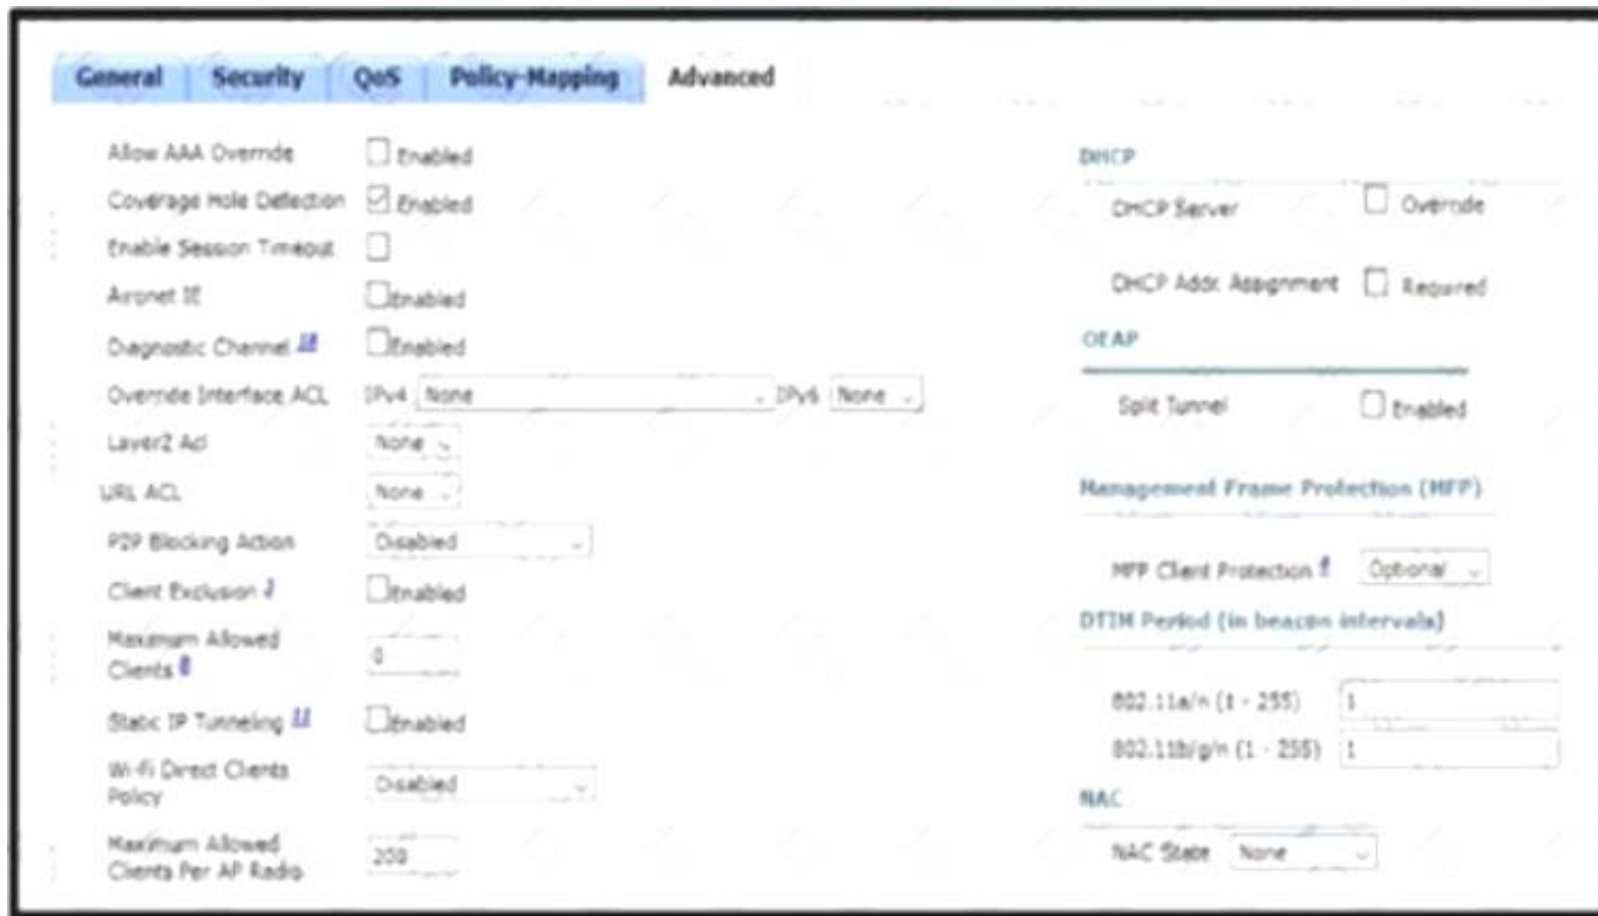 General Security QoS Policy-Mapping Advanced
Allow AAA Override Enabled
Coverage Hole Detection Enabled
Enable Session Timeout
Aironet IE Enabled
Diagnostic Channel 18 Enabled
Override Interface ACL IPv4 None IPv6 None
Layer2 Acl None
URL ACL None
P2P Blocking Action Disabled
Client Exclusion 3 Enabled
Maximum Allowed
Clients 8
0
Static IP Tunneling 11 Enabled
Wi-Fi Direct Clients
Policy
Disabled
Maximum Allowed
Clients Per AP Radio
200
DHCP
DHCP Server Override
DHCP Addr. Assignment Required
OEAP
Split Tunnel Enabled
Management Frame Protection (MFP)
MFP Client Protection 4 Optional
DTIM Period (in beacon intervals)
802.11a/n (1 - 255) 1
802.11b/g/n (1 - 255) 1
NAC
NAC State None